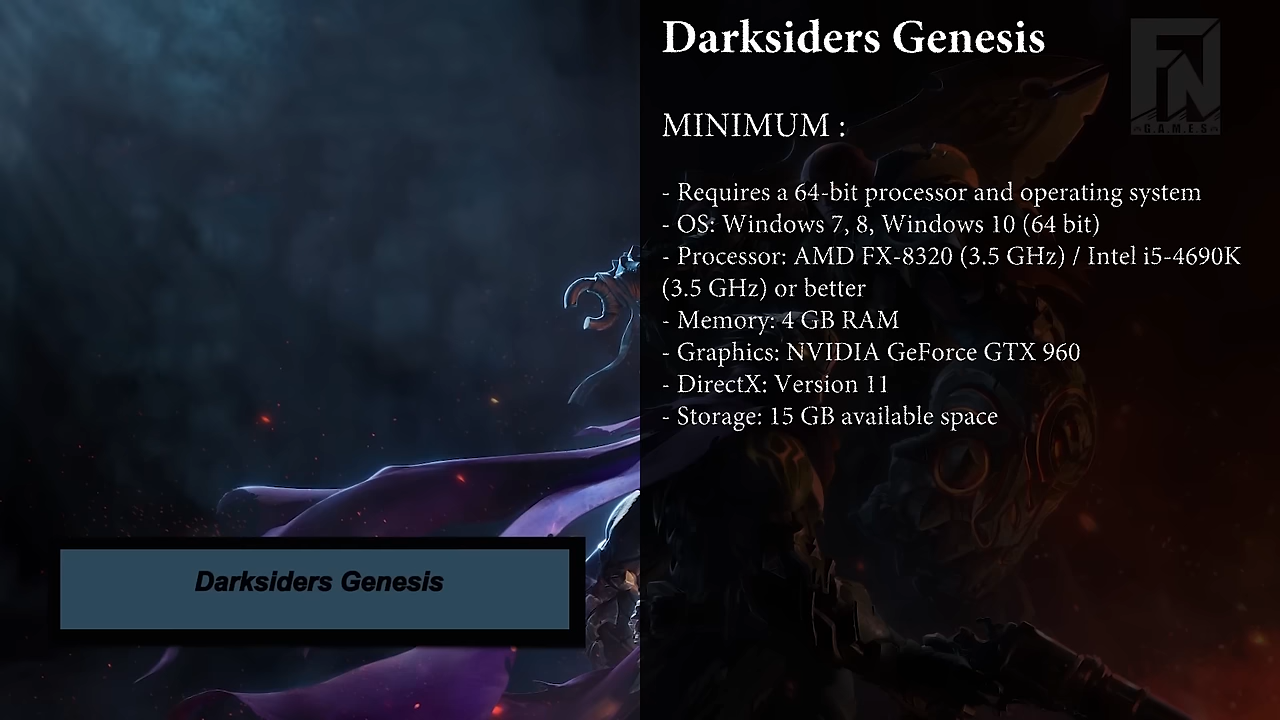 Darksiders Genesis
FN
G.A.M.E.S
MINIMUM :
- Requires a 64-bit processor and operating system
- OS: Windows 7, 8, Windows 10 (64 bit)
- Processor: AMD FX-8320 (3.5 GHz) / Intel i5-4690K
(3.5 GHz) or better
- Memory: 4 GB RAM
- Graphics: NVIDIA GeForce GTX 960
- DirectX: Version 11
- Storage: 15 GB available space
Darksiders Genesis